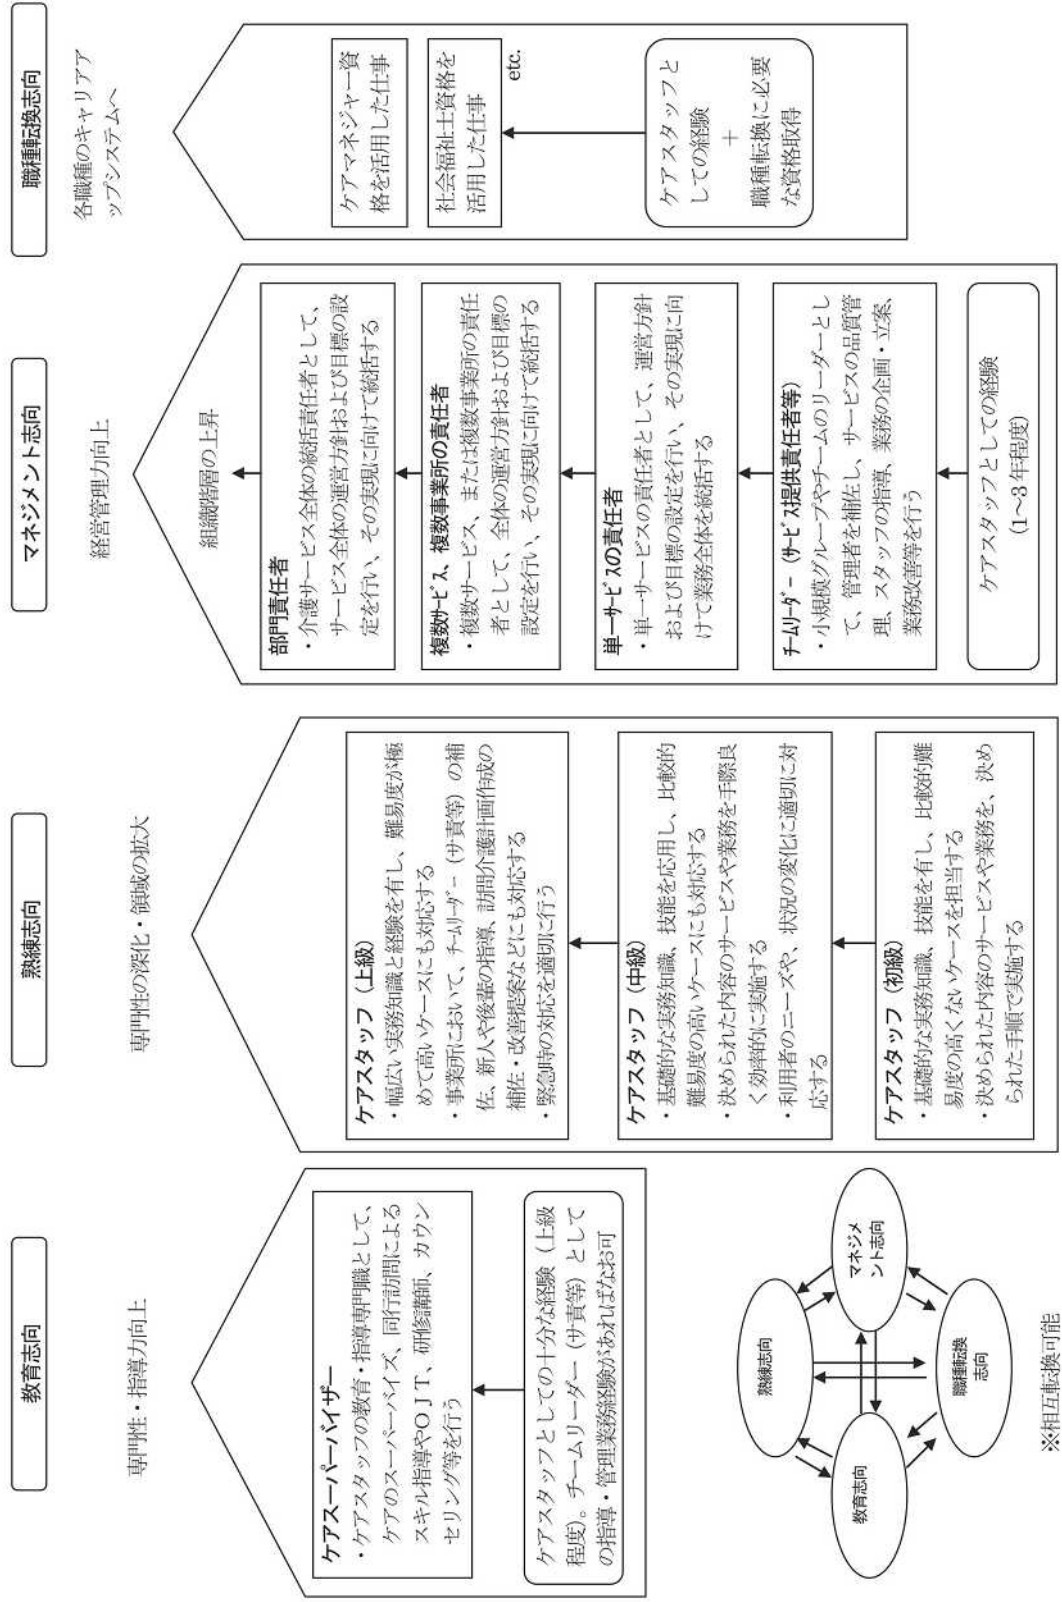 教育志向
専門性・指導力向上
ケアスーパーバイザー
・ケアスタッフの教育・指導専門職として、
ケアのスーパーバイズ、同行訪問による
スキル指導やＯＪＴ、研修講師、カウン
セリング等を行う
ケアスタッフとしての十分な経験（上級
程度）。チームリーダー（サ責等）として
の指導・管理業務経験があればなお可
熟練志向
専門性の深化・領域の拡大
ケアスタッフ（上級）
・幅広い実務知識と経験を有し、難易度が極
めて高いケースにも対応する
・事業所において、ﾁｰﾑﾘｰﾀﾞｰ（サ責等）の補
佐、新人や後輩の指導、訪問介護計画作成の
補佐・改善提案などにも対応する
・緊急時の対応を適切に行う
ケアスタッフ（中級）
・基礎的な実務知識、技能を応用し、比較的
難易度の高いケースにも対応する
・決められた内容のサービスや業務を手際良
く効率的に実施する
・利用者のニーズや、状況の変化に適切に対
応する
ケアスタッフ（初級）
・基礎的な実務知識、技能を有し、比較的難
易度の高くないケースを担当する
・決められた内容のサービスや業務を、決め
られた手順で実施する
マネジメント志向
経営管理力向上
組織階層の上昇
部門責任者
・介護サービス全体の統括責任者として、
サービス全体の運営方針および目標の設
定を行い、その実現に向けて統括する
複数ｻｰﾋﾞｽ、複数事業所の責任者
・複数サービス、または複数事業所の責任
者として、全体の運営方針および目標の
設定を行い、その実現に向けて統括する
単一ｻｰﾋﾞｽの責任者
・単一サービスの責任者として、運営方針
および目標の設定を行い、その実現に向
けて業務全体を統括する
ﾁｰﾑﾘｰﾀﾞｰ（ｻｰﾋﾞｽ提供責任者等）
・小規模グループやチームのリーダーとし
て、管理者を補佐し、サービスの品質管
理、スタッフの指導、業務の企画・立案、
業務改善等を行う
ケアスタッフとしての経験
（1～3 年程度）
職種転換志向
各職種のキャリアア
ップシステムへ
ケアマネジャー資
格を活用した仕事
社会福祉士資格を
活用した仕事
etc.
ケアスタッフと
しての経験
＋
職種転換に必要
な資格取得
熟練志向
教育志向
マネジメ
ント志向
職種転換
志向
※相互転換可能